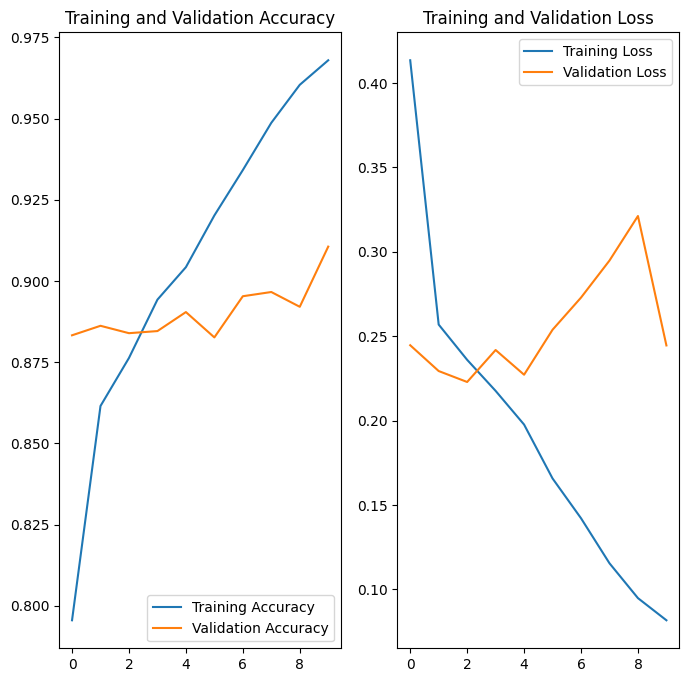 Training and Validation Accuracy
0.975
0.950
0.925
0.900
0.875
0.850
0.825
0.800
0 2 4 6 8
Training Accuracy
Validation Accuracy
Training and Validation Loss
0.40
0.35
0.30
0.25
0.20
0.15
0.10
0 2 4 6 8
Training Loss
Validation Loss